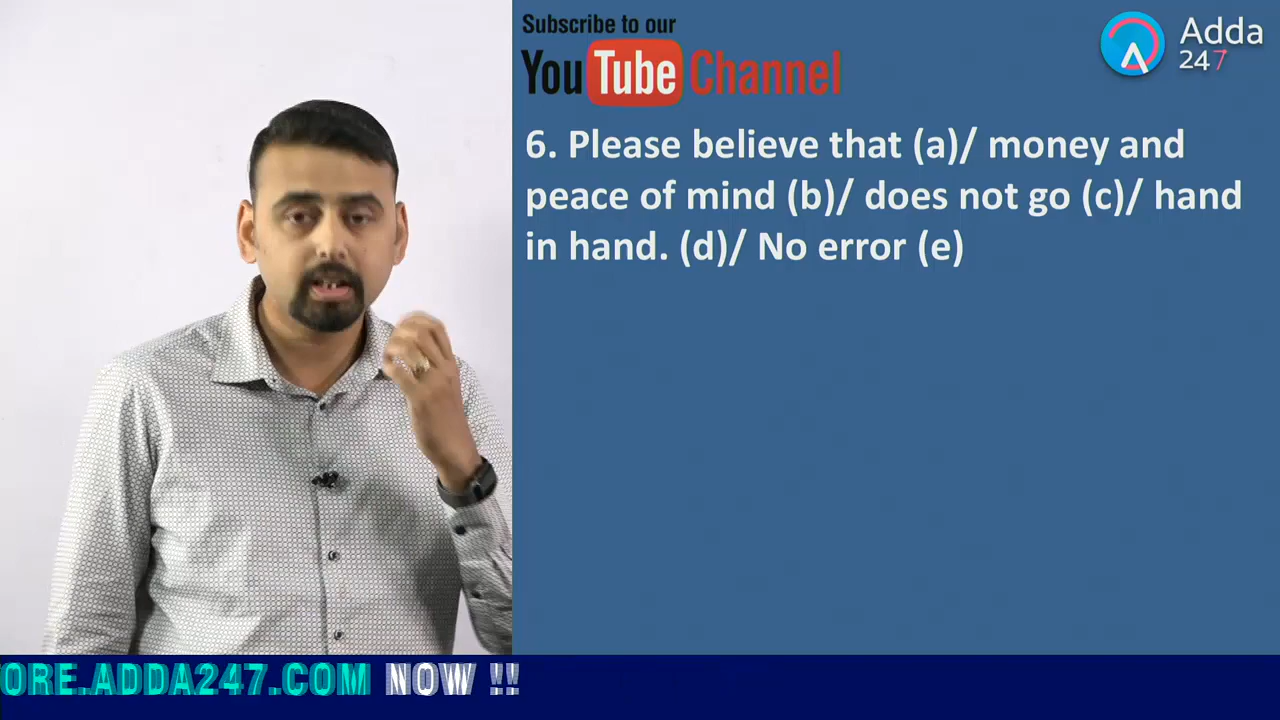 Subscribe to our
YouTube Channel
Adda
247
6. Please believe that (a)/ money and
peace of mind (b)/ does not go (c)/ hand
in hand. (d)/ No error (e)
ORE.ADDA247.COM NOW !!